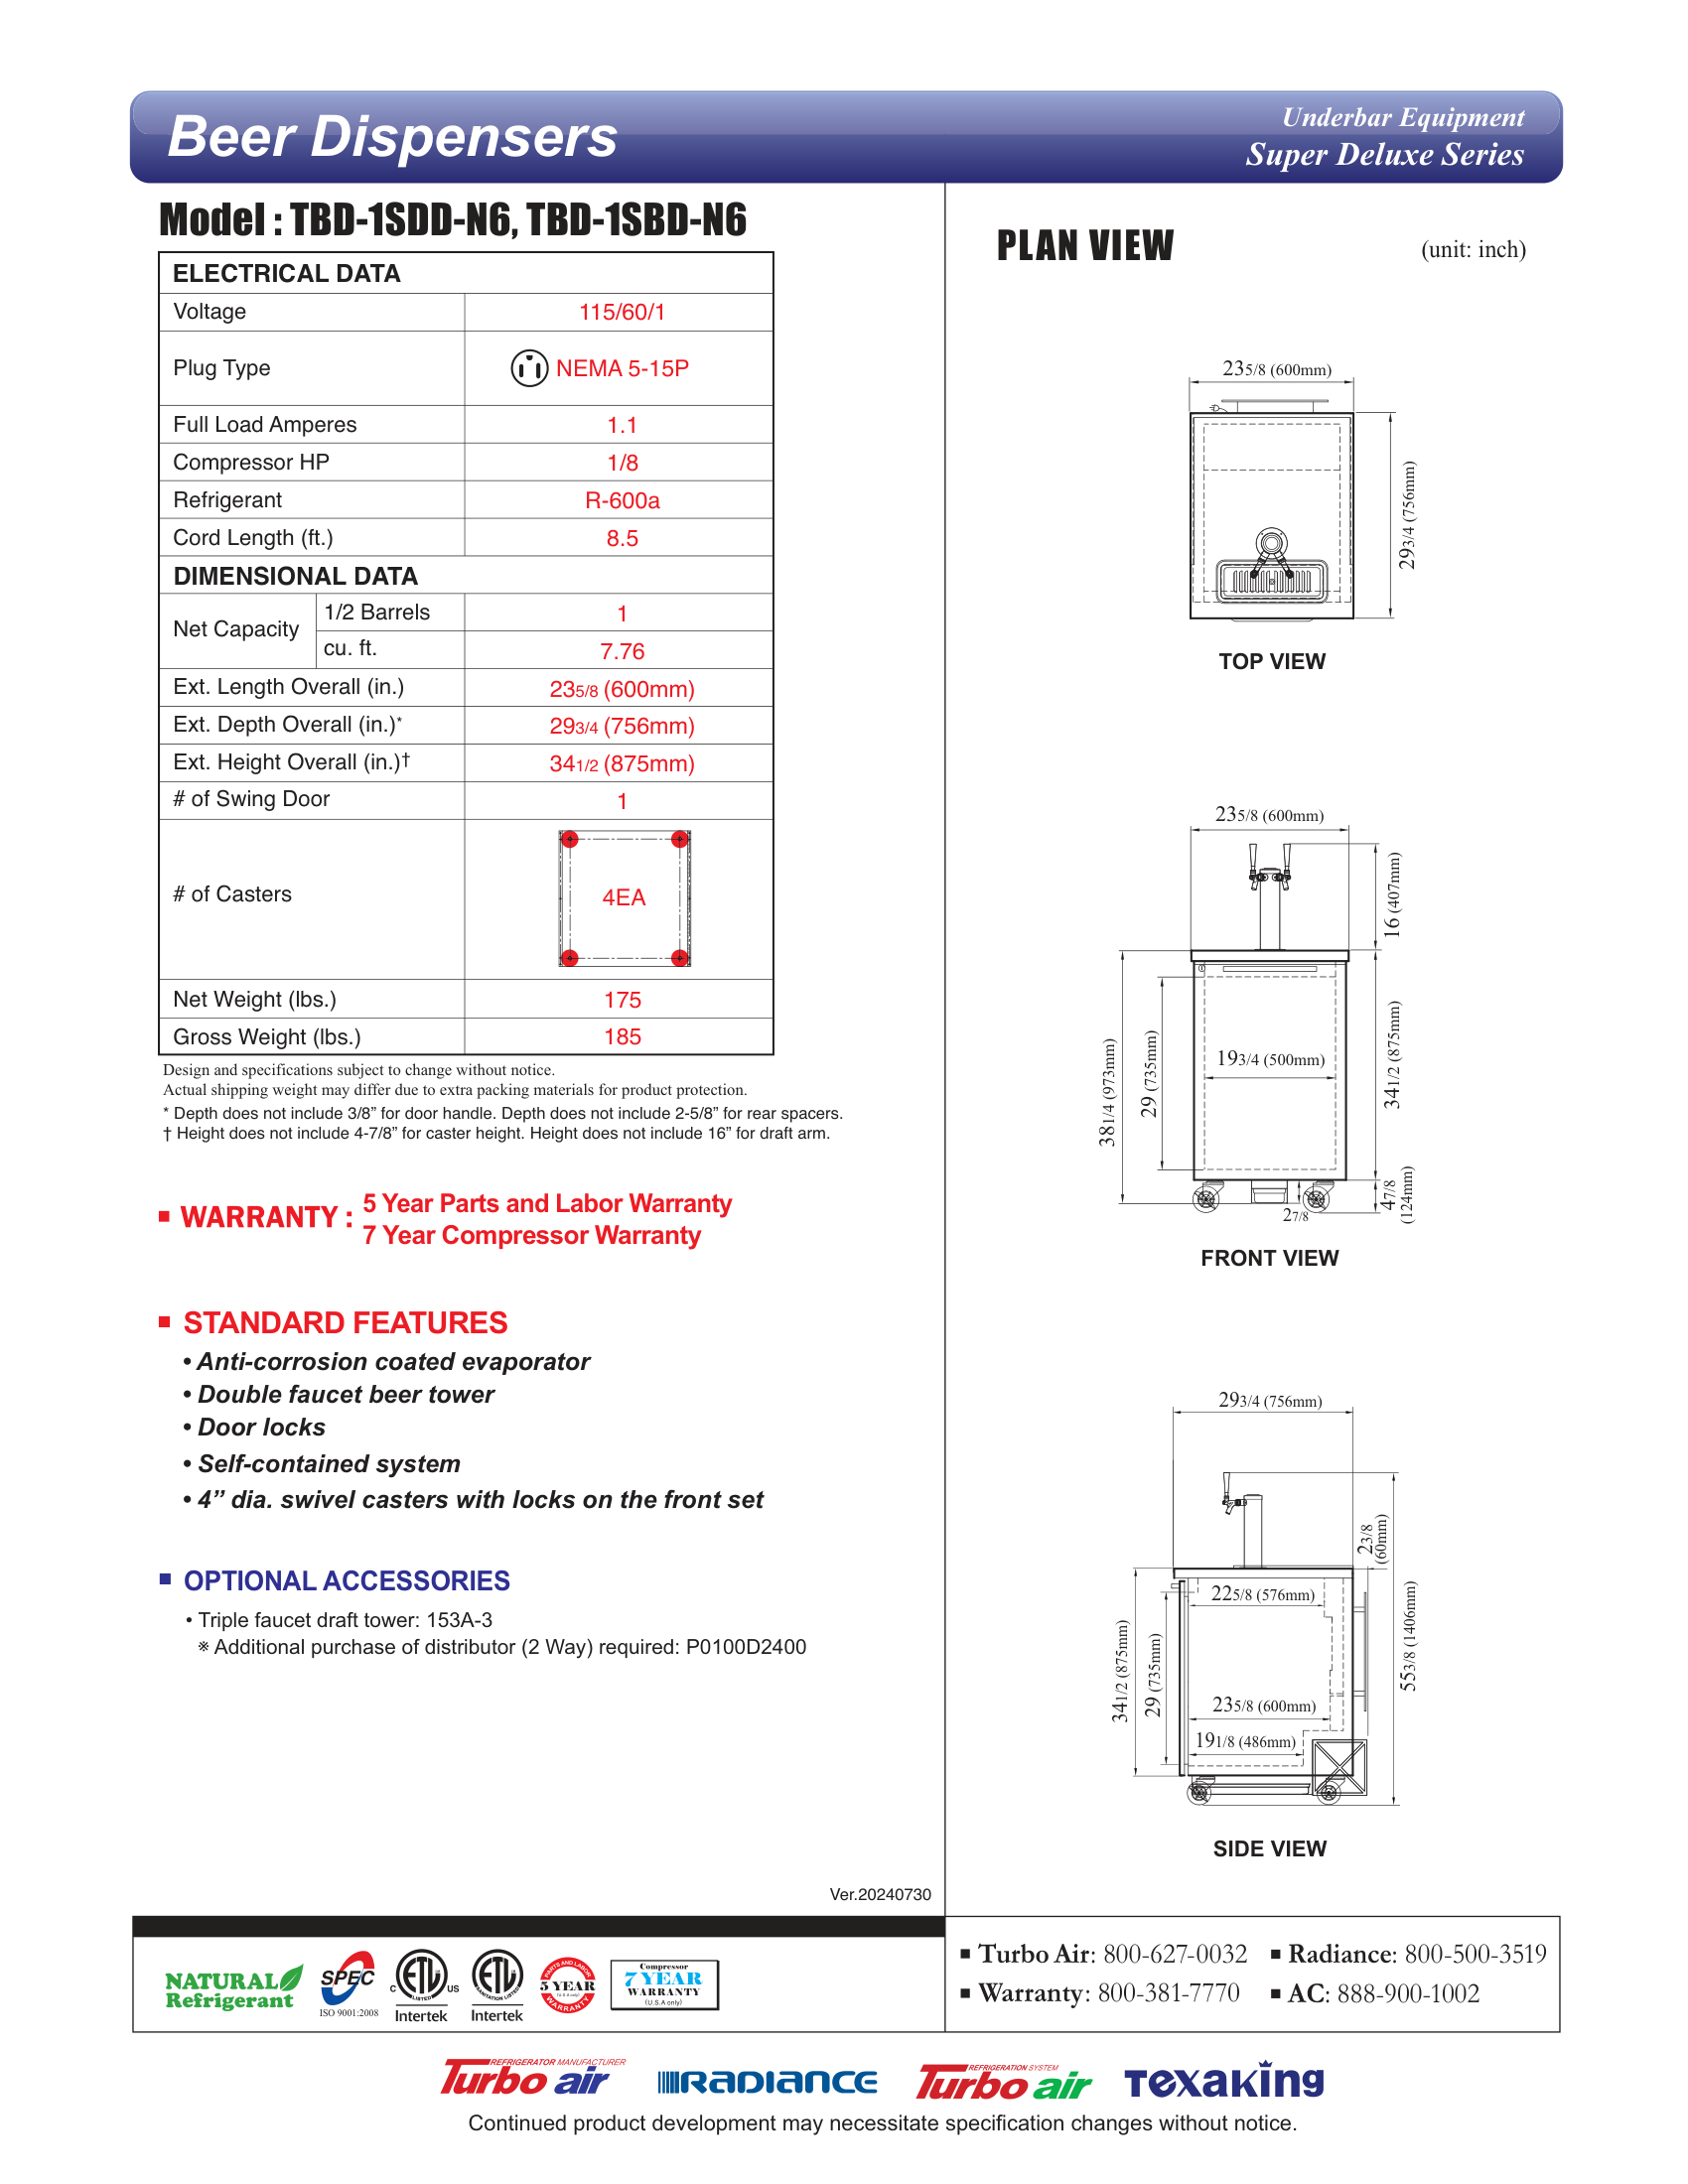 Beer Dispensers
Underbar Equipment
Super Deluxe Series
Model : TBD-1SDD-N6, TBD-1SBD-N6
ELECTRICAL DATA
Voltage 115/60/1
Plug Type NEMA 5-15P
Full Load Amperes 1.1
Compressor HP 1/8
Refrigerant R-600a
Cord Length (ft.) 8.5
DIMENSIONAL DATA
Net Capacity 1/2 Barrels 1
cu. ft. 7.76
Ext. Length Overall (in.) 23 5/8 (600mm)
Ext. Depth Overall (in.)* 29 3/4 (756mm)
Ext. Height Overall (in.)† 34 1/2 (875mm)
# of Swing Door 1
# of Casters 4EA
Net Weight (lbs.) 175
Gross Weight (lbs.) 185
Design and specifications subject to change without notice.
Actual shipping weight may differ due to extra packing materials for product protection.
* Depth does not include 3/8” for door handle. Depth does not include 2-5/8” for rear spacers.
† Height does not include 4-7/8” for caster height. Height does not include 16” for draft arm.
■ WARRANTY : 5 Year Parts and Labor Warranty
7 Year Compressor Warranty
■ STANDARD FEATURES
• Anti-corrosion coated evaporator
• Double faucet beer tower
• Door locks
• Self-contained system
• 4” dia. swivel casters with locks on the front set
■ OPTIONAL ACCESSORIES
• Triple faucet draft tower: 153A-3
※ Additional purchase of distributor (2 Way) required: P0100D2400
Ver.20240730
PLAN VIEW
(unit: inch)
23 5/8 (600mm)
29 3/4 (756mm)
TOP VIEW
23 5/8 (600mm)
16 (407mm)
38 1/4 (973mm)
29 (735mm)
19 3/4 (500mm)
34 1/2 (875mm)
2 7/8
4 7/8
(124mm)
FRONT VIEW
29 3/4 (756mm)
2 3/8
(60mm)
22 5/8 (576mm)
34 1/2 (875mm)
29 (735mm)
55 3/8 (1406mm)
23 5/8 (600mm)
19 1/8 (486mm)
SIDE VIEW
NATURAL
Refrigerant
SPEC
ISO 9001:2008
C ETL US
LISTED
Intertek
ETL
SANITATION LISTED
Intertek
PARTS AND LABOR
5 YEAR
(U.S.A only)
WARRANTY
Compressor
7 YEAR
WARRANTY
(U.S.A only)
■ Turbo Air: 800-627-0032 ■ Radiance: 800-500-3519
■ Warranty: 800-381-7770 ■ AC: 888-900-1002
REFRIGERATOR MANUFACTURER
Turbo air
RADIANCE
REFRIGERATION SYSTEM
Turbo air
TEXAKING
Continued product development may necessitate specification changes without notice.